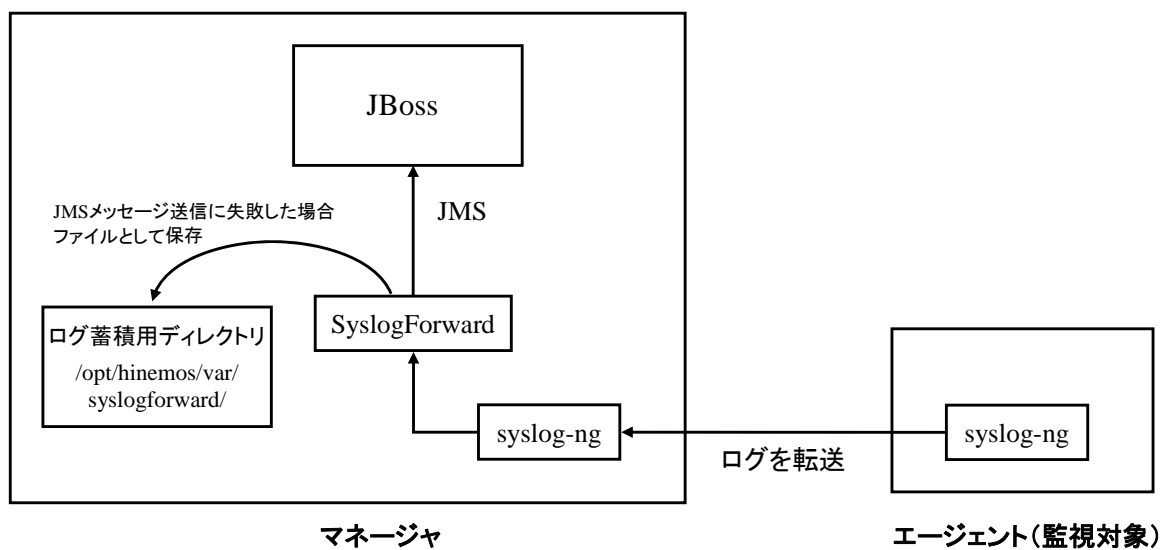 JBoss
JMSメッセージ送信に失敗した場合
ファイルとして保存
JMS
ログ蓄積用ディレクトリ
/opt/hinemos/var/
syslogforward/
SyslogForward
syslog-ng
ログを転送
syslog-ng
マネージャ
エージェント(監視対象)